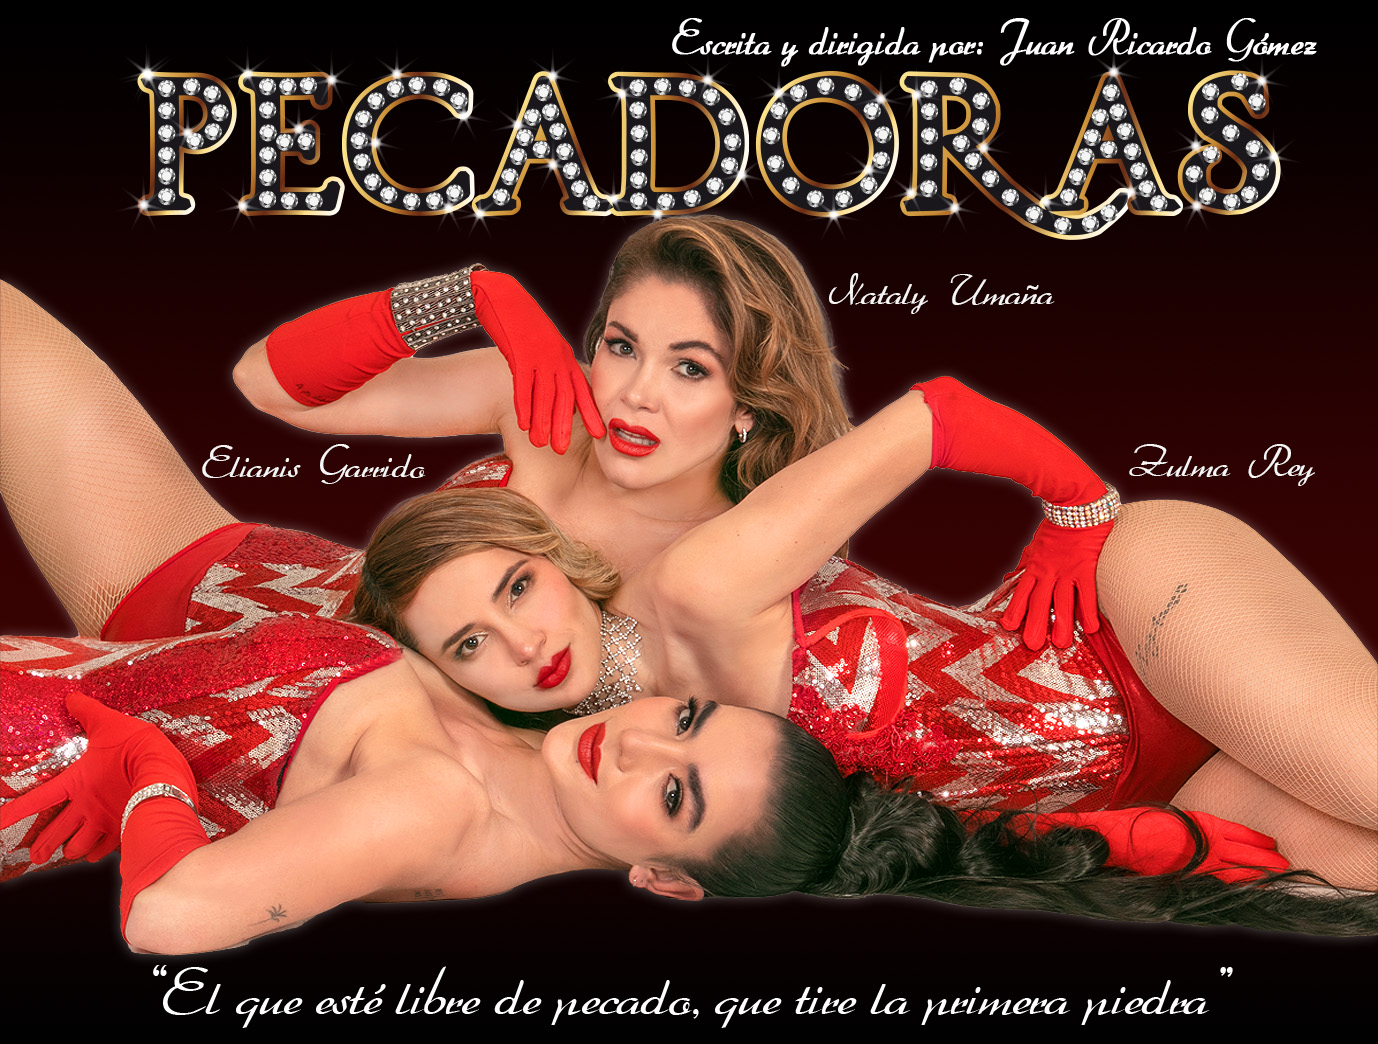 Escrita y dirigida por: Juan Ricardo Gómez
PECADORAS
Nataly Umaña
Elianis Garrido
Zulma Rey
“El que esté libre de pecado, que tire la primera piedra”